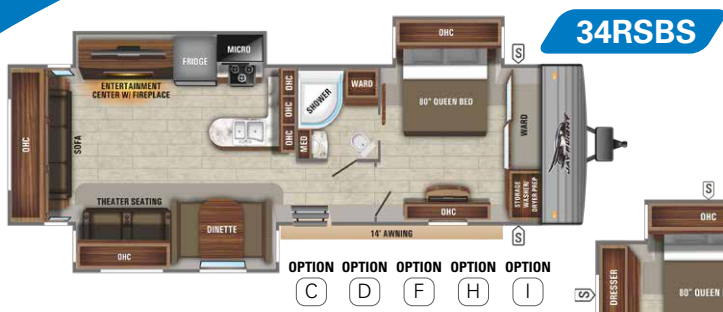 34RSBS
OHC
S
MICRO
FRIDGE
ENTERTAINMENT
CENTER W/ FIREPLACE
OHC
SOFA
OHC
OHC
OHC
SHOWER
WARD
MED
80" QUEEN BED
WARD
JAY FLIGHT
THEATER SEATING
DINETTE
OHC
OHC
STORAGE
WASHER/
DRYER PREP
14' AWNING
S
OPTION OPTION OPTION OPTION OPTION
C D F H I
S
OHC
S
DRESSER
80" QUEEN